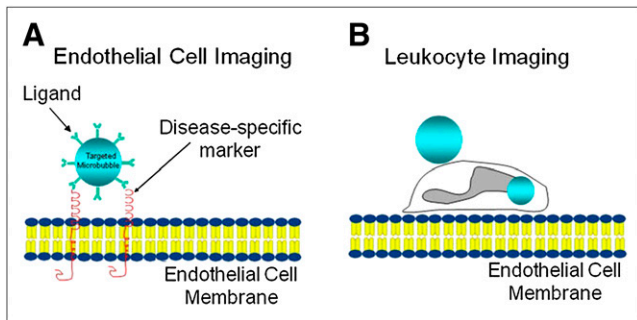 A
Endothelial Cell Imaging
Ligand
Disease-specific
marker
Targeted
Microbubble
Endothelial Cell
Membrane
B
Leukocyte Imaging
Endothelial Cell
Membrane